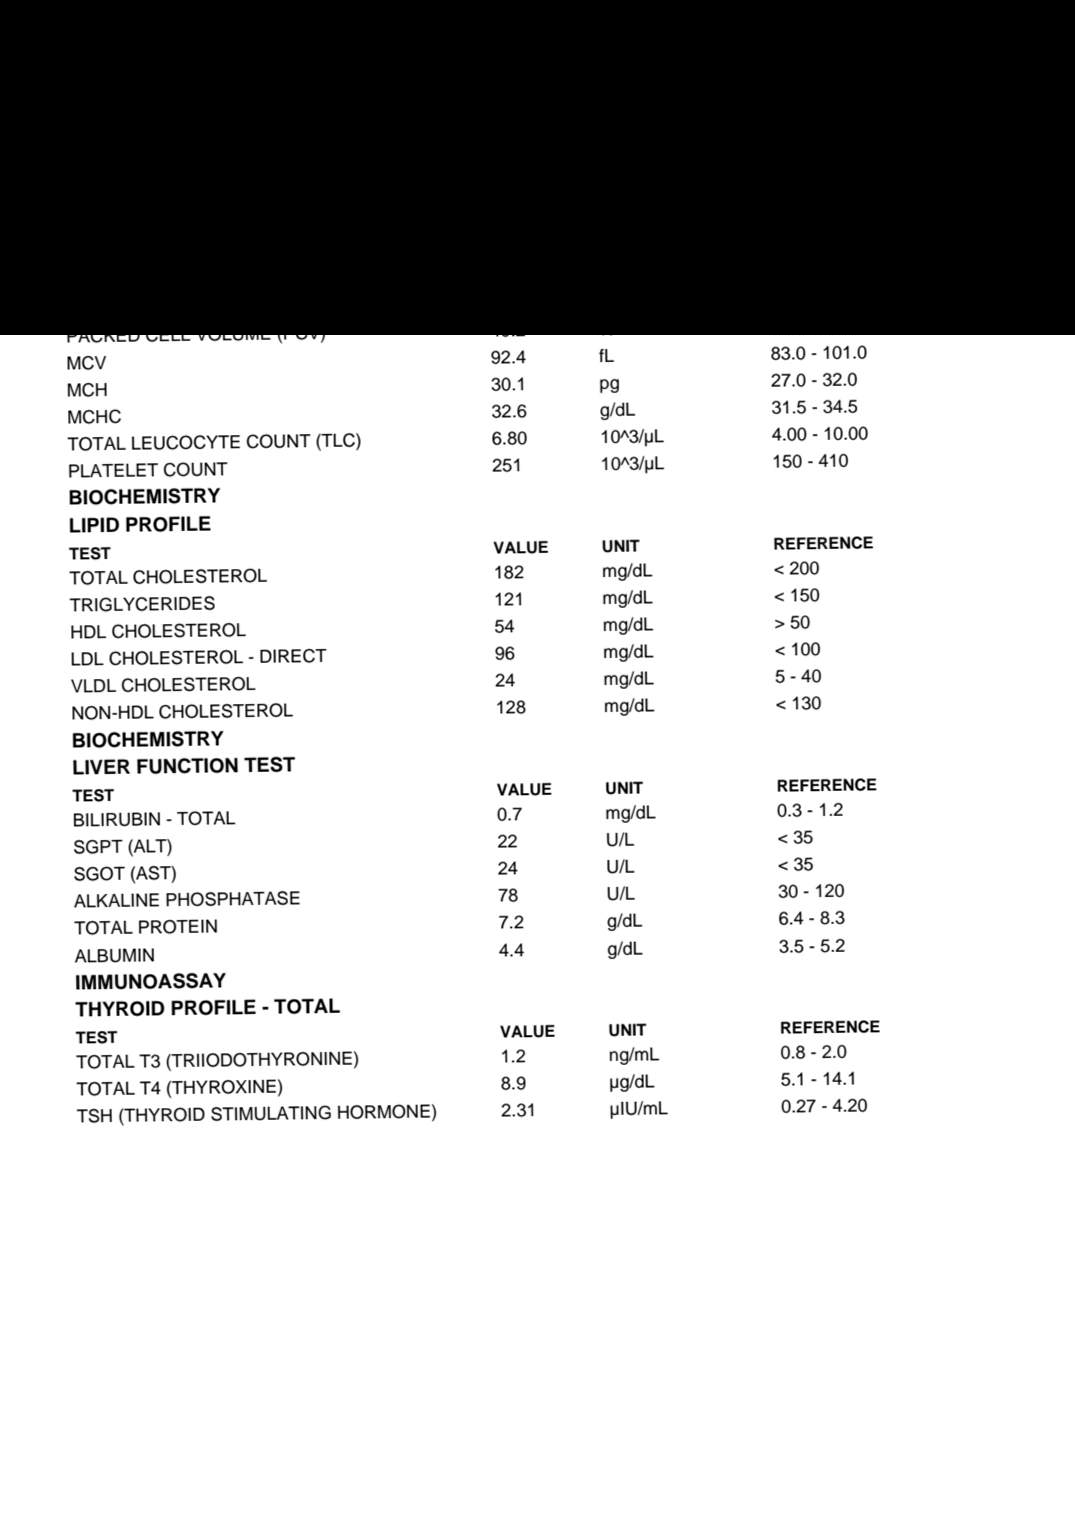 MCV 92.4 fL 83.0 - 101.0
MCH 30.1 pg 27.0 - 32.0
MCHC 32.6 g/dL 31.5 - 34.5
TOTAL LEUCOCYTE COUNT (TLC) 6.80 10^3/µL 4.00 - 10.00
PLATELET COUNT 251 10^3/µL 150 - 410
BIOCHEMISTRY
LIPID PROFILE
TEST VALUE UNIT REFERENCE
TOTAL CHOLESTEROL 182 mg/dL < 200
TRIGLYCERIDES 121 mg/dL < 150
HDL CHOLESTEROL 54 mg/dL > 50
LDL CHOLESTEROL - DIRECT 96 mg/dL < 100
VLDL CHOLESTEROL 24 mg/dL 5 - 40
NON-HDL CHOLESTEROL 128 mg/dL < 130
BIOCHEMISTRY
LIVER FUNCTION TEST
TEST VALUE UNIT REFERENCE
BILIRUBIN - TOTAL 0.7 mg/dL 0.3 - 1.2
SGPT (ALT) 22 U/L < 35
SGOT (AST) 24 U/L < 35
ALKALINE PHOSPHATASE 78 U/L 30 - 120
TOTAL PROTEIN 7.2 g/dL 6.4 - 8.3
ALBUMIN 4.4 g/dL 3.5 - 5.2
IMMUNOASSAY
THYROID PROFILE - TOTAL
TEST VALUE UNIT REFERENCE
TOTAL T3 (TRIIODOTHYRONINE) 1.2 ng/mL 0.8 - 2.0
TOTAL T4 (THYROXINE) 8.9 µg/dL 5.1 - 14.1
TSH (THYROID STIMULATING HORMONE) 2.31 µIU/mL 0.27 - 4.20